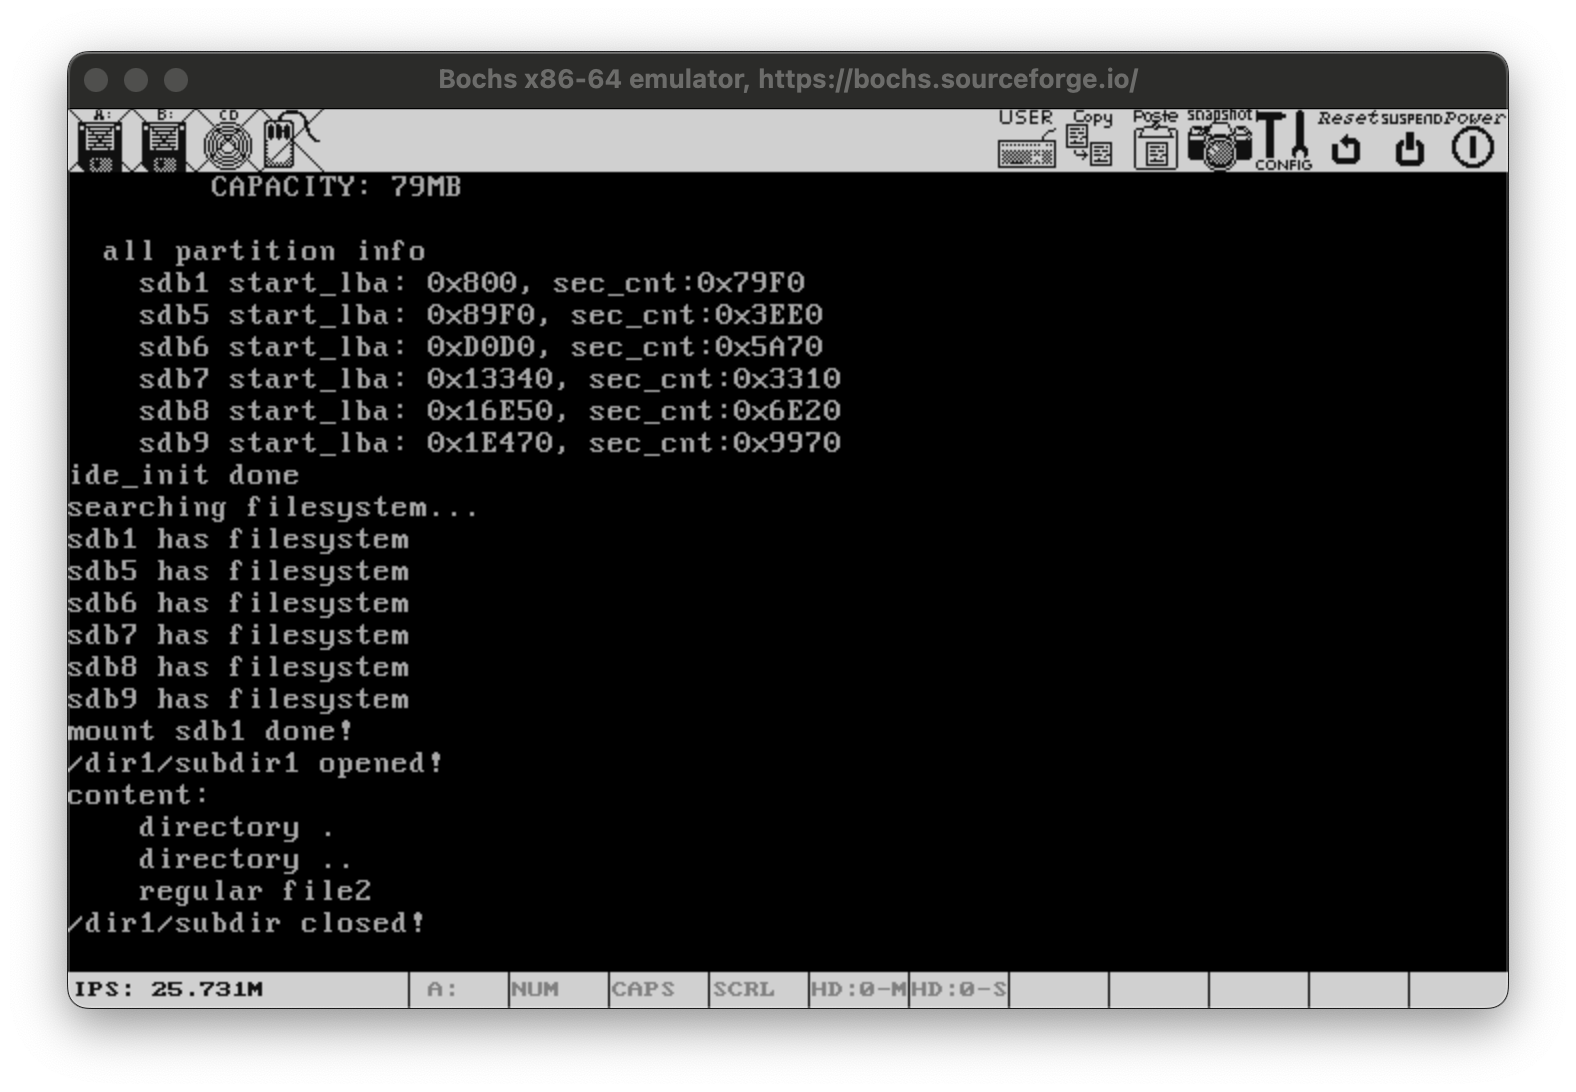 Bochs x86-64 emulator, https://bochs.sourceforge.io/
A: B: CD USER Copy Paste snapshot CONFIG Reset SUSPEND Power
CAPACITY: 79MB
all partition info
sdb1 start_lba: 0x800, sec_cnt:0x79F0
sdb5 start_lba: 0x89F0, sec_cnt:0x3EE0
sdb6 start_lba: 0xD0D0, sec_cnt:0x5A70
sdb7 start_lba: 0x13340, sec_cnt:0x3310
sdb8 start_lba: 0x16E50, sec_cnt:0x6E20
sdb9 start_lba: 0x1E470, sec_cnt:0x9970
ide_init done
searching filesystem...
sdb1 has filesystem
sdb5 has filesystem
sdb6 has filesystem
sdb7 has filesystem
sdb8 has filesystem
sdb9 has filesystem
mount sdb1 done!
/dir1/subdir1 opened!
content:
directory .
directory ..
regular file2
/dir1/subdir closed!
IPS: 25.731M A: NUM CAPS SCRL HD:0-M HD:0-S